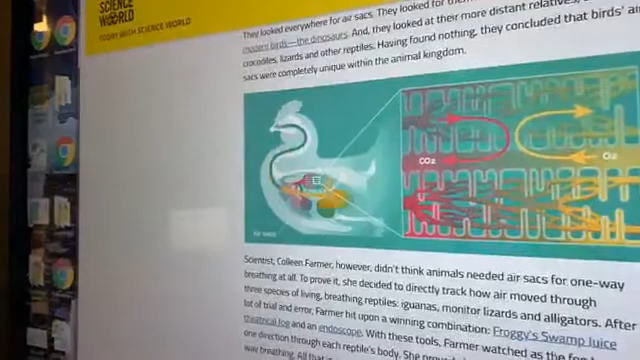 SCIENCE
WORLD
TODAY WITH SCIENCE WORLD
They looked everywhere for air sacs. They looked for
modern birds—the dinosaurs. And, they looked at their more distant relatives,
crocodiles, lizards and other reptiles. Having found nothing, they concluded that birds' air
sacs were completely unique within the animal kingdom.
CO2
O2
Scientist, Colleen Farmer, however, didn't think animals needed air sacs for one-way
breathing at all. To prove it, she decided to directly track how air moved through
three species of living, breathing reptiles: iguanas, monitor lizards and alligators. After
lot of trial and error, Farmer hit upon a winning combination: Froggy's Swamp Juice
theatrical fog and an endoscope. With these tools, Farmer watched as the fog
one direction through each reptile's body. She
way breathing. All that